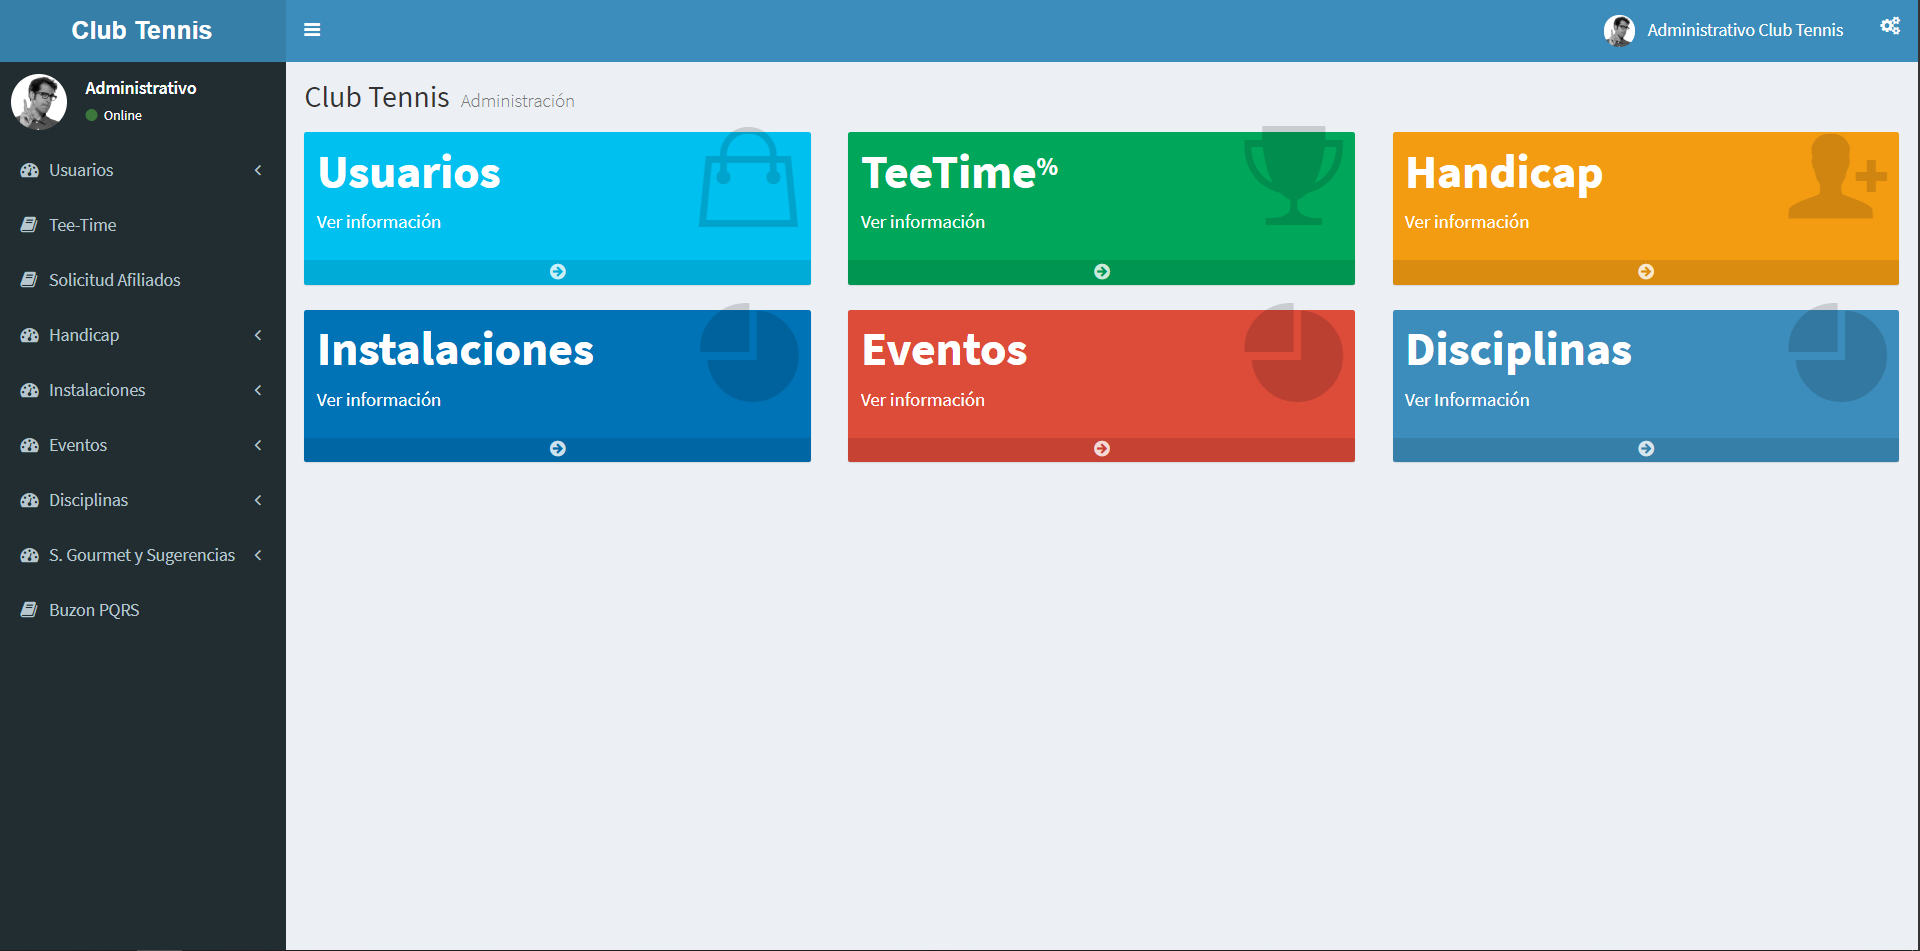 Club Tennis
Administrativo Club Tennis
Administrativo
Online
Usuarios
Tee-Time
Solicitud Afiliados
Handicap
Instalaciones
Eventos
Disciplinas
S. Gourmet y Sugerencias
Buzon PQRS
Club Tennis Administración
Usuarios
Ver información
TeeTime%
Ver información
Handicap
Ver información
Instalaciones
Ver información
Eventos
Ver información
Disciplinas
Ver Información